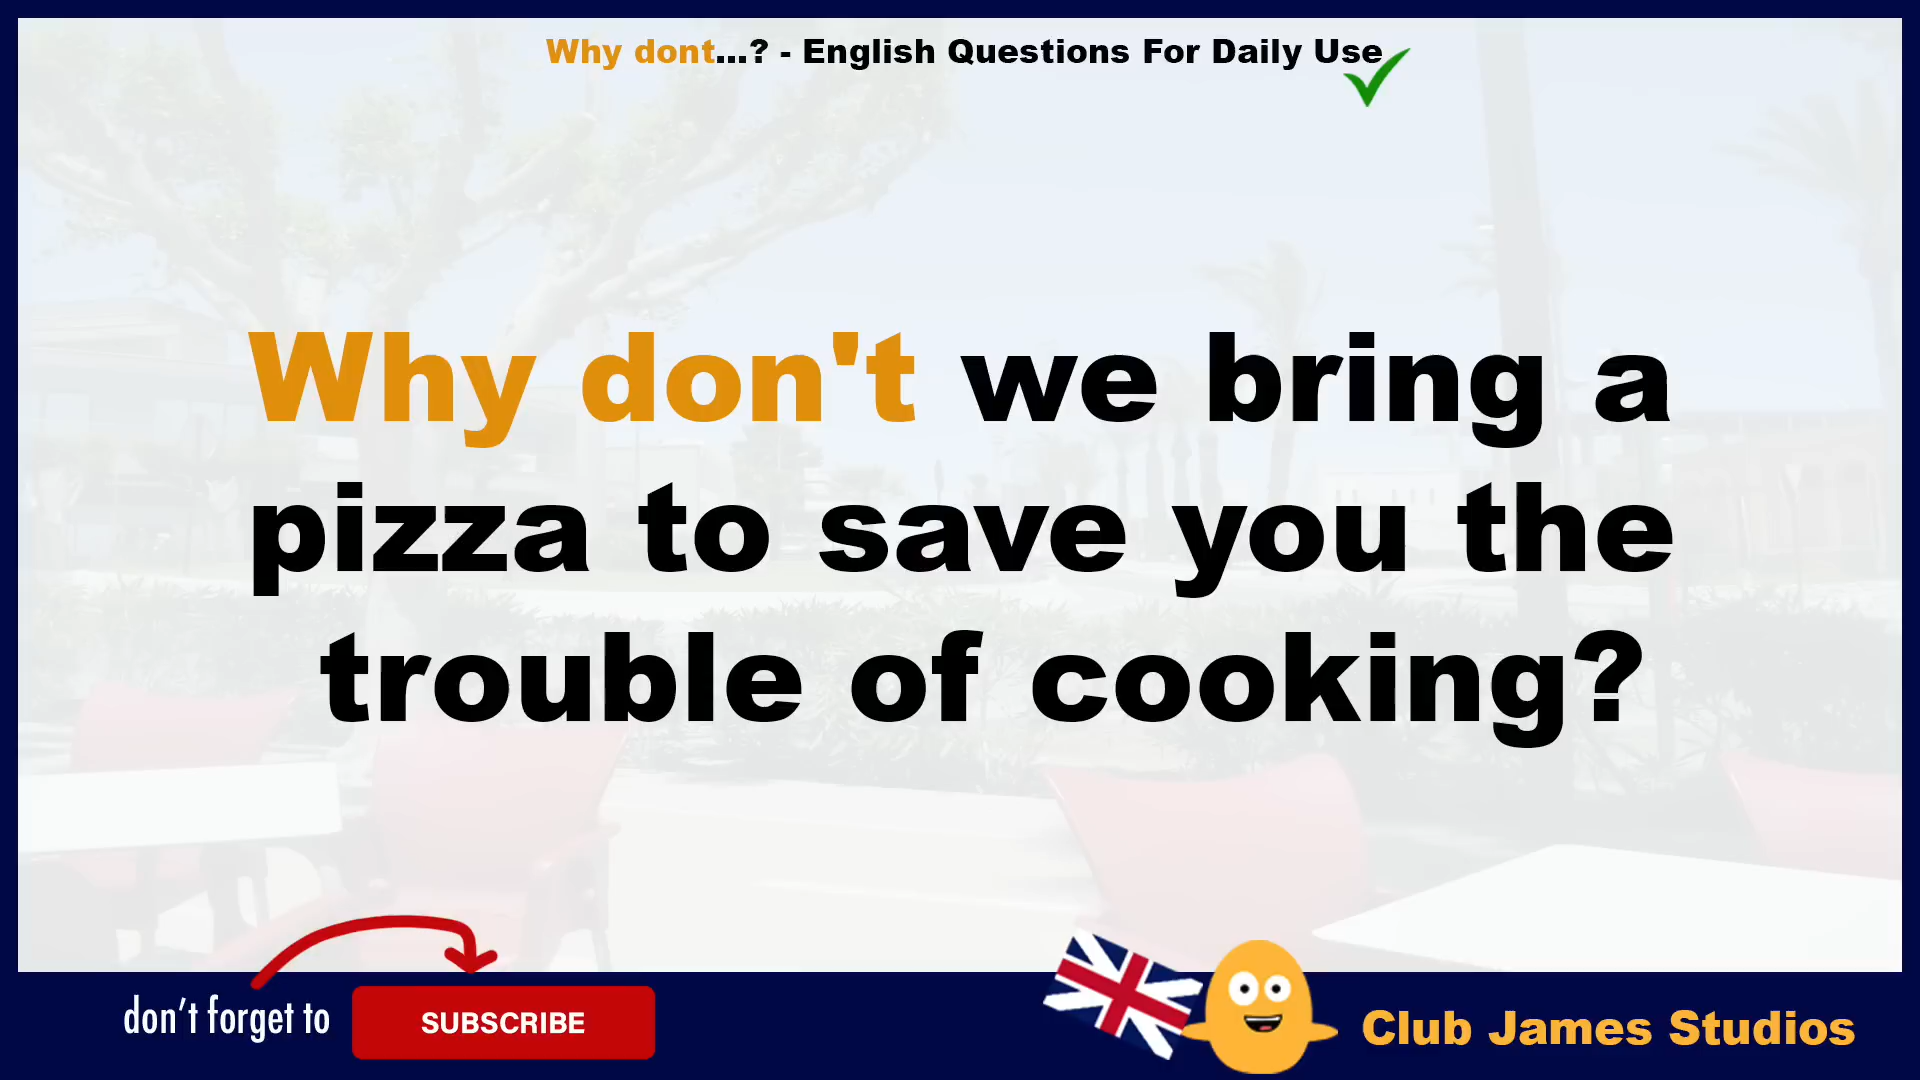 Why dont...? - English Questions For Daily Use
Why don't we bring a
pizza to save you the
trouble of cooking?
don't forget to
SUBSCRIBE
Club James Studios